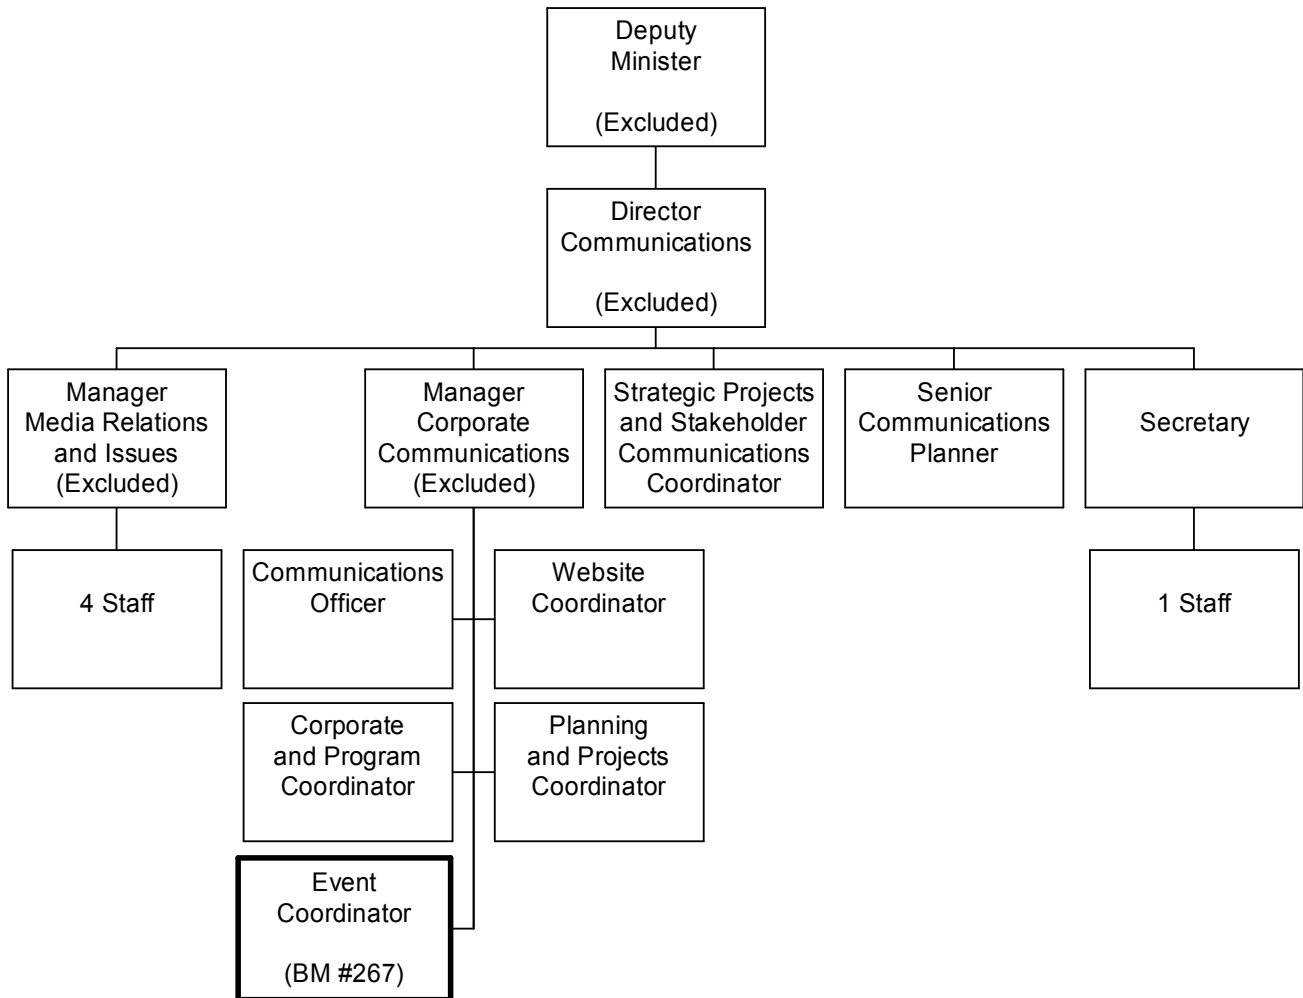 Deputy
Minister
(Excluded)
Director
Communications
(Excluded)
Manager
Media Relations
and Issues
(Excluded)
Manager
Corporate
Communications
(Excluded)
Strategic Projects
and Stakeholder
Communications
Coordinator
Senior
Communications
Planner
Secretary
4 Staff
Communications
Officer
Website
Coordinator
1 Staff
Corporate
and Program
Coordinator
Planning
and Projects
Coordinator
Event
Coordinator
(BM #267)